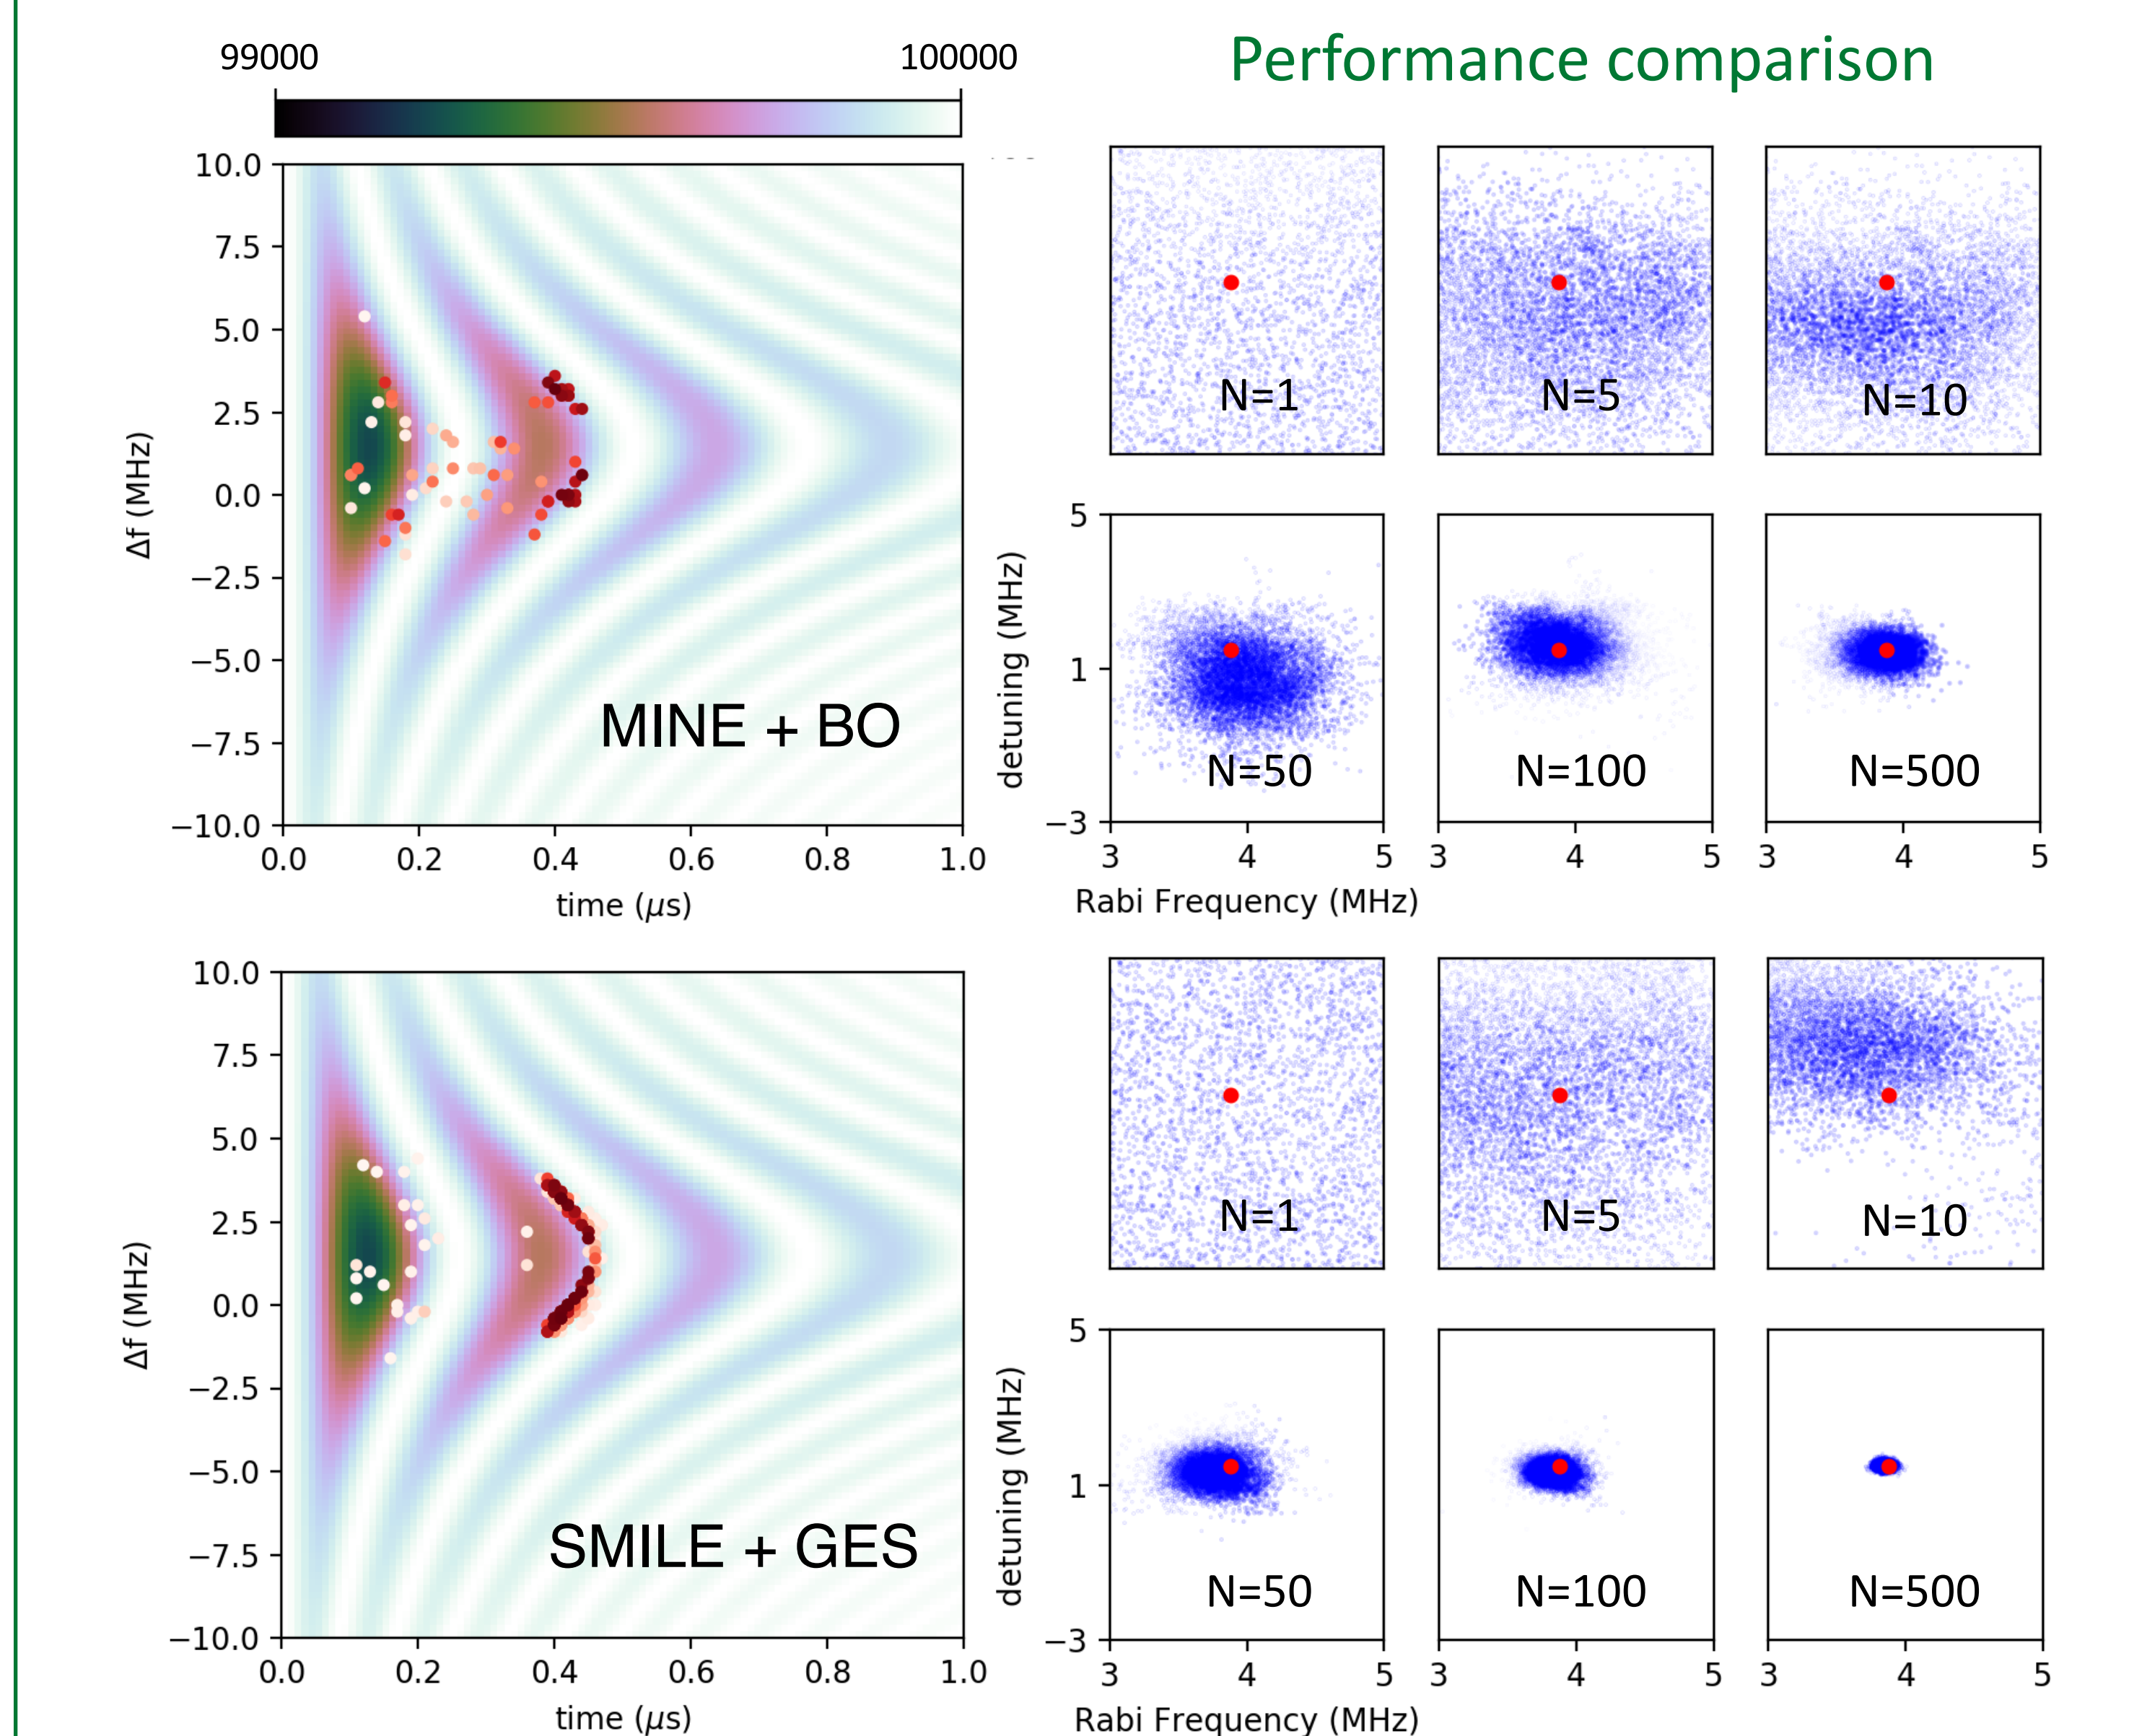 Performance comparison
99000 100000
10.0
7.5
5.0
2.5
0.0
−2.5
−5.0
−7.5
−10.0
Δf (MHz)
MINE + BO
0.0 0.2 0.4 0.6 0.8 1.0
time (μs)
N=1 N=5 N=10
5
1
−3
detuning (MHz)
N=50 N=100 N=500
3 4 5 3 4 5 3 4 5
Rabi Frequency (MHz)
10.0
7.5
5.0
2.5
0.0
−2.5
−5.0
−7.5
−10.0
Δf (MHz)
SMILE + GES
0.0 0.2 0.4 0.6 0.8 1.0
time (μs)
N=1 N=5 N=10
5
1
−3
detuning (MHz)
N=50 N=100 N=500
3 4 5 3 4 5 3 4 5
Rabi Frequency (MHz)